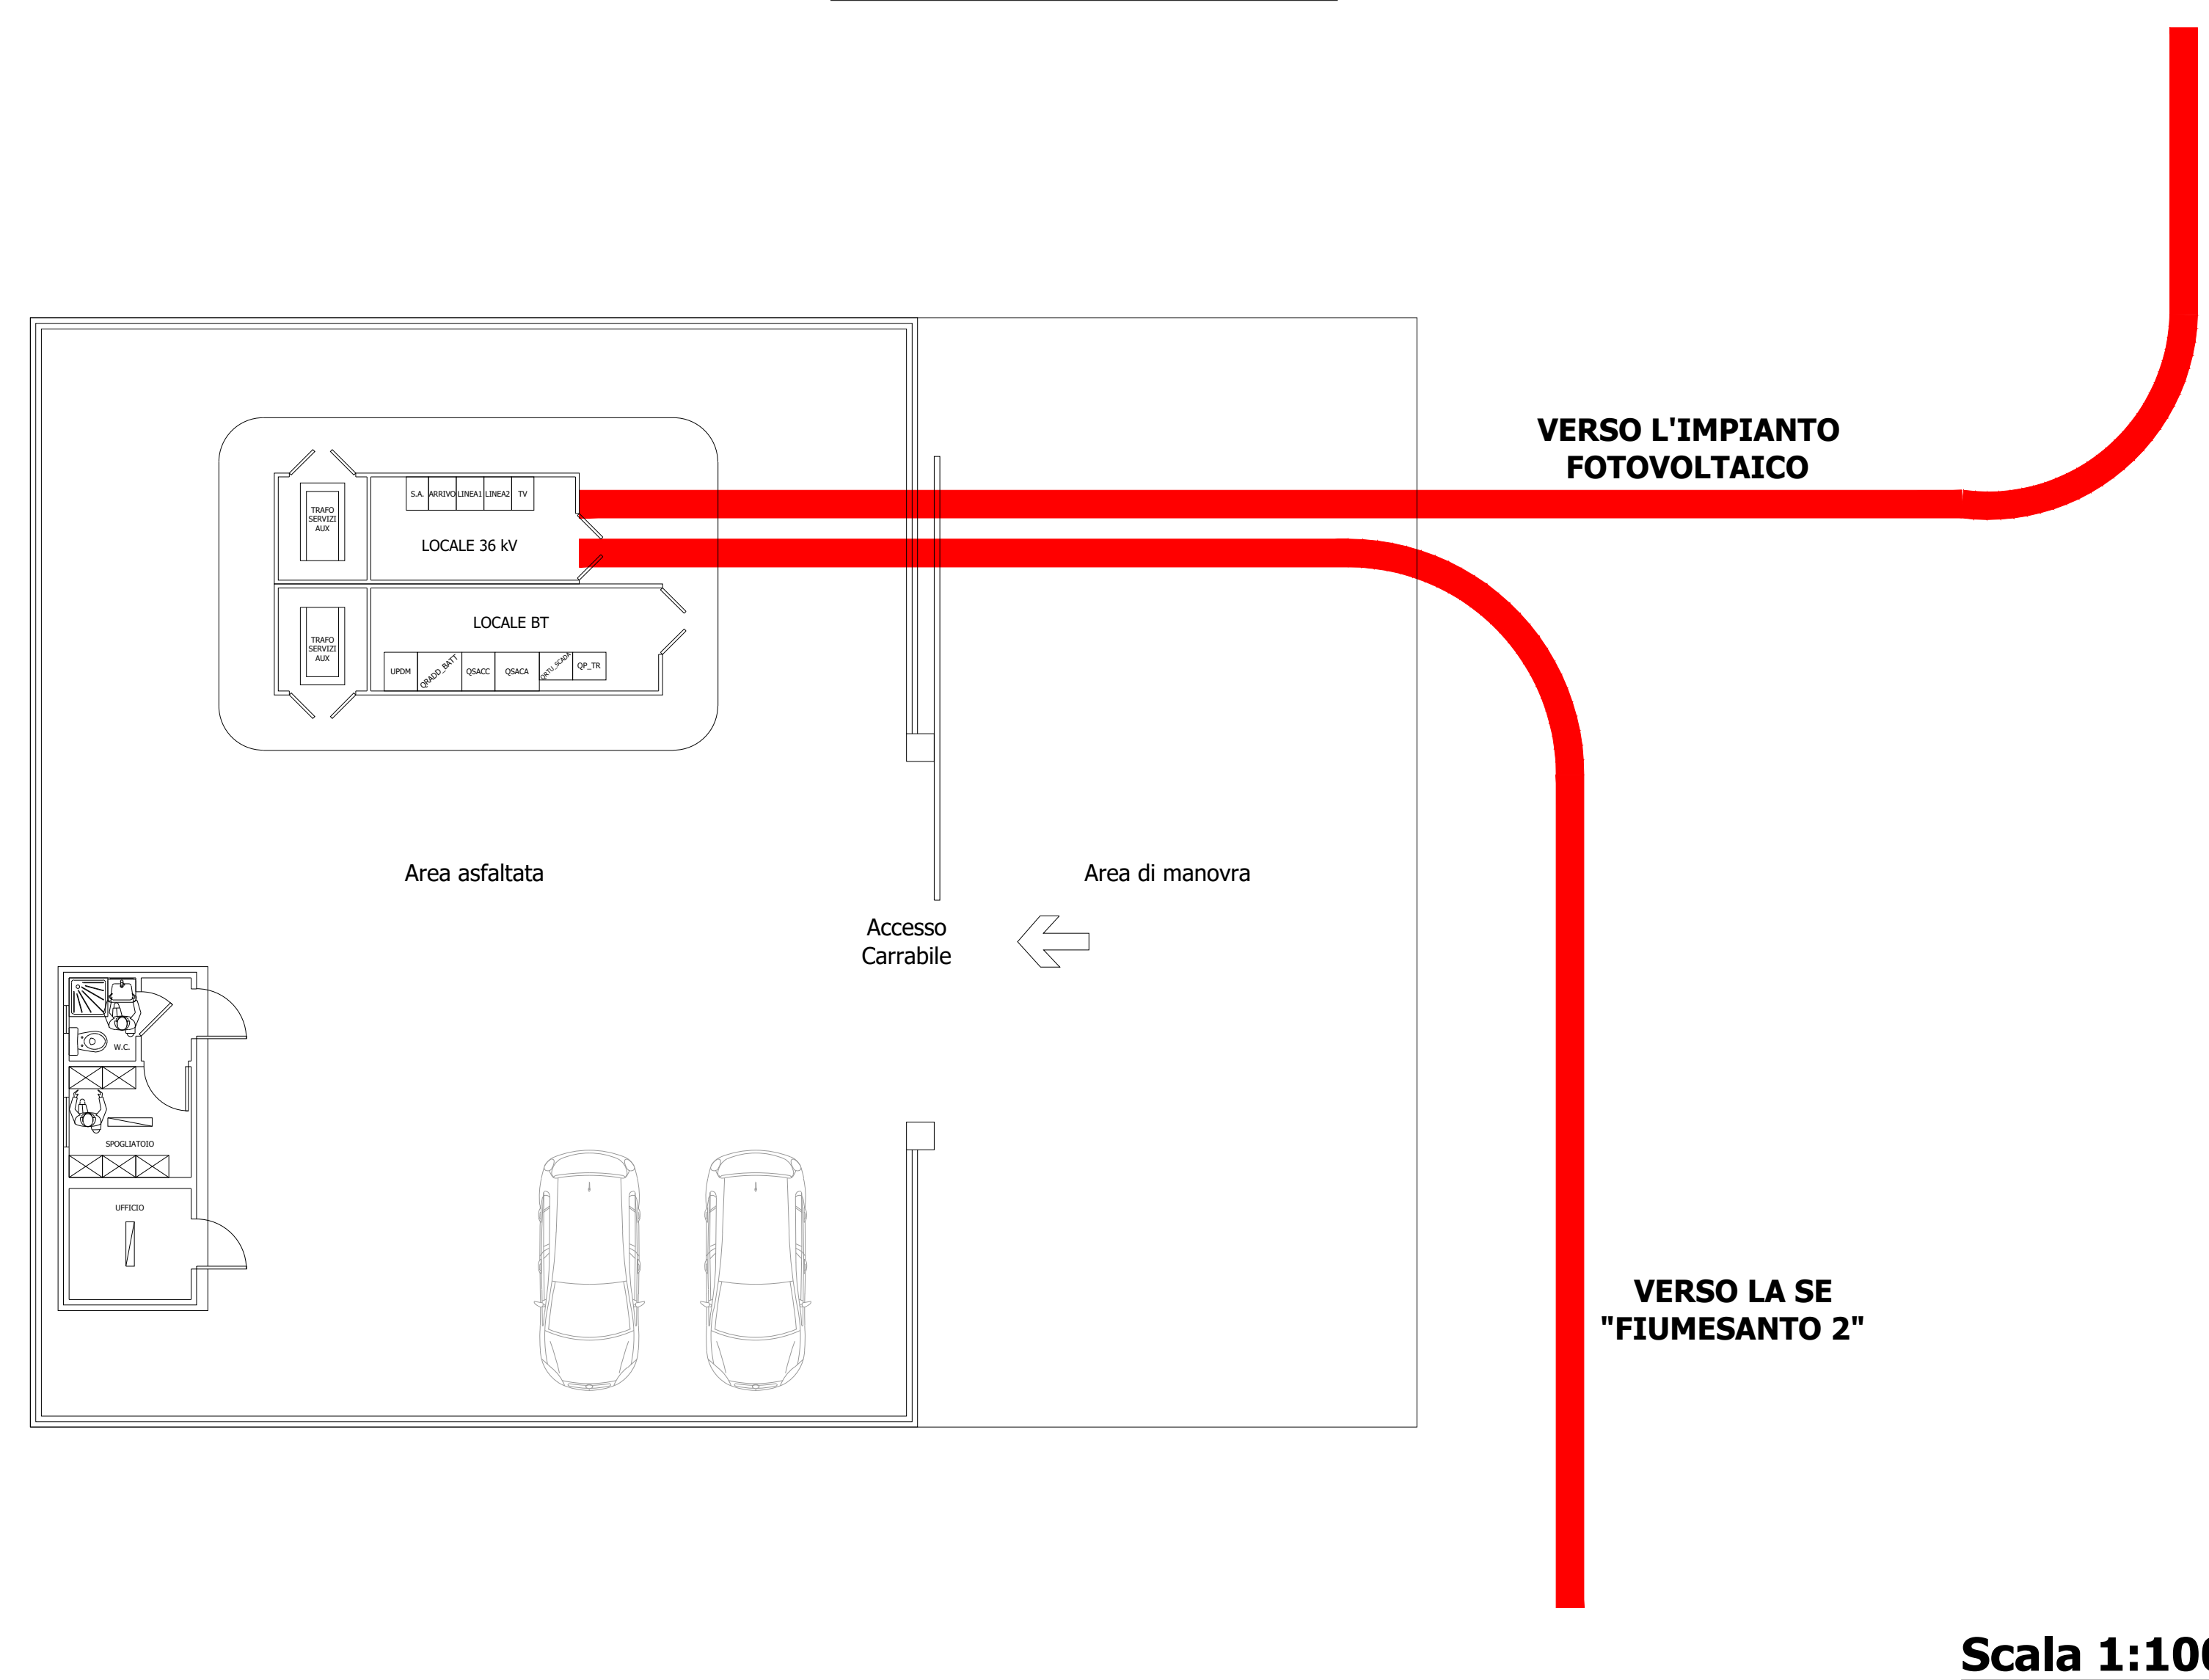 VERSO L'IMPIANTO
FOTOVOLTAICO
S.A.
ARRIVO
LINEA1
LINEA2
TV
TRAFO
SERVIZI
AUX
LOCALE 36 kV
LOCALE BT
TRAFO
SERVIZI
AUX
UPDM
QRADD_BATT
QSACC
QSACA
QRTU_SCADA
QP_TR
Area asfaltata
Area di manovra
Accesso
Carrabile
W.C.
SPOGLIATOIO
UFFICIO
VERSO LA SE
"FIUMESANTO 2"
Scala 1:100